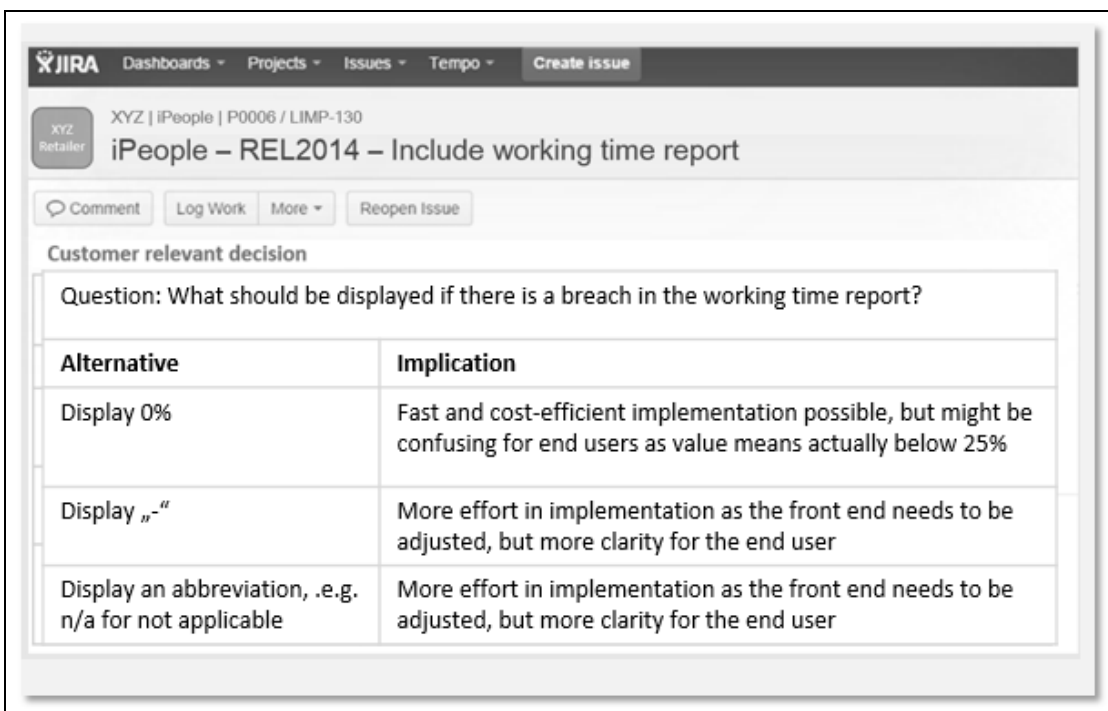 JIRA Dashboards Projects Issues Tempo Create issue
XYZ | iPeople | P0006 / LIMP-130
XYZ
Retailer
iPeople – REL2014 – Include working time report
Comment Log Work More Reopen Issue
Customer relevant decision
Question: What should be displayed if there is a breach in the working time report?
Alternative Implication
Display 0% Fast and cost-efficient implementation possible, but might be
confusing for end users as value means actually below 25%
Display „-“ More effort in implementation as the front end needs to be
adjusted, but more clarity for the end user
Display an abbreviation, .e.g. More effort in implementation as the front end needs to be
n/a for not applicable adjusted, but more clarity for the end user